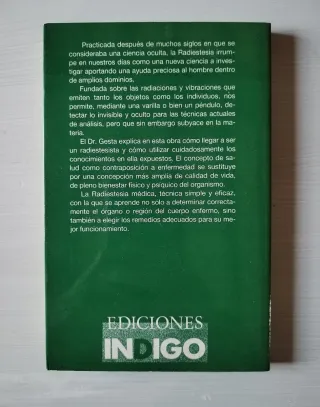 Practicada después de muchos siglos en que se
consideraba una ciencia oculta, la Radiestesia irrum-
pe en nuestros días como una nueva ciencia a inves-
tigar aportando una ayuda preciosa al hombre dentro
de amplios dominios.
Fundada sobre las radiaciones y vibraciones que
emiten tanto los objetos como los individuos, nos
permite, mediante una varilla o bien un péndulo, de-
tectar lo invisible y oculto para las técnicas actuales
de análisis, pero que sin embargo subyace en la ma-
teria.
El Dr. Gesta explica en esta obra cómo llegar a ser
un radiestesista y cómo utilizar cuidadosamente los
conocimientos en ella expuestos. El concepto de sa-
lud como contraposición a enfermedad se sustituye
por una concepción más amplia de calidad de vida,
de pleno bienestar físico y psíquico del organismo.
La Radiestesia médica, técnica simple y eficaz,
con la que se aprende no solo a determinar correcta-
mente el órgano o región del cuerpo enfermo, sino
también a elegir los remedios adecuados para su me-
jor funcionamiento.
EDICIONES
INDIGO